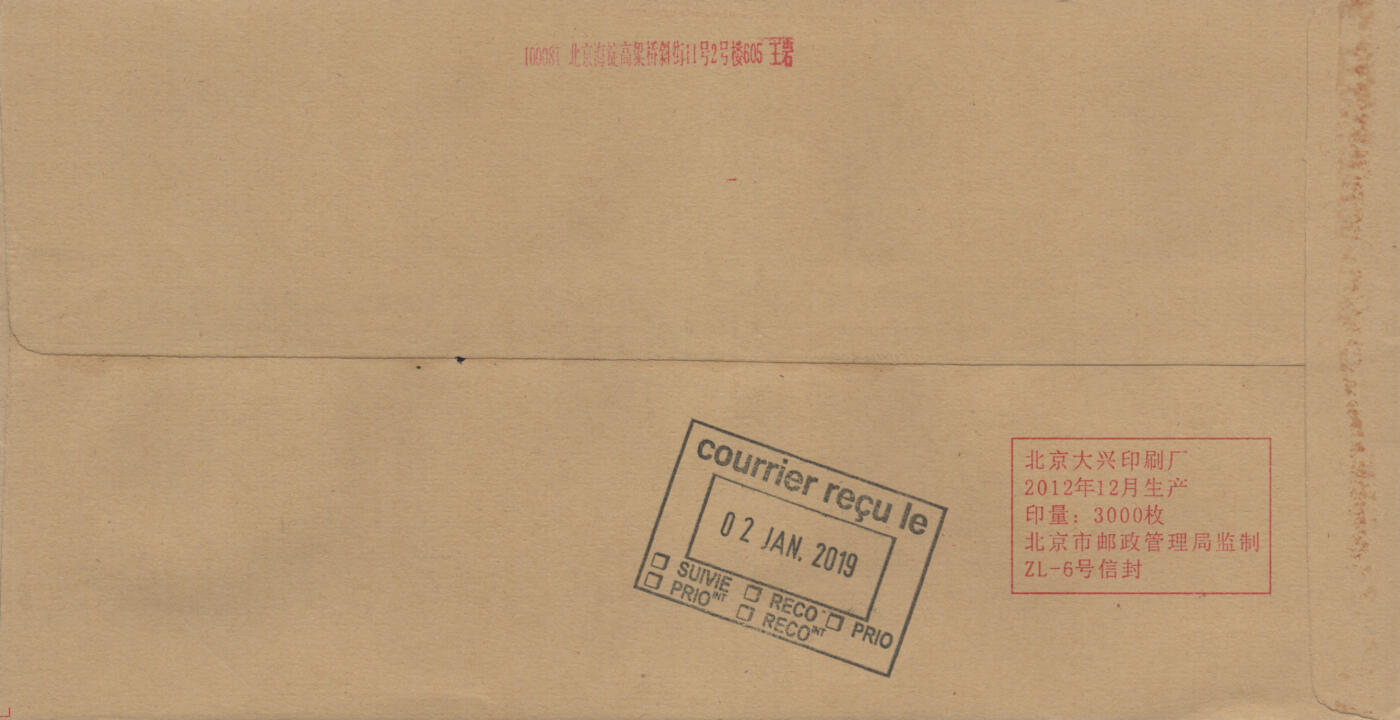 100081 北京海淀高粱桥斜街11号2号楼605
courrier reçu le
02 JAN. 2019
SUIVIE RECO PRIO
PRIO INT RECO INT
北京大兴印刷厂
2012年12月生产
印量：3000枚
北京市邮政管理局监制
ZL-6号信封